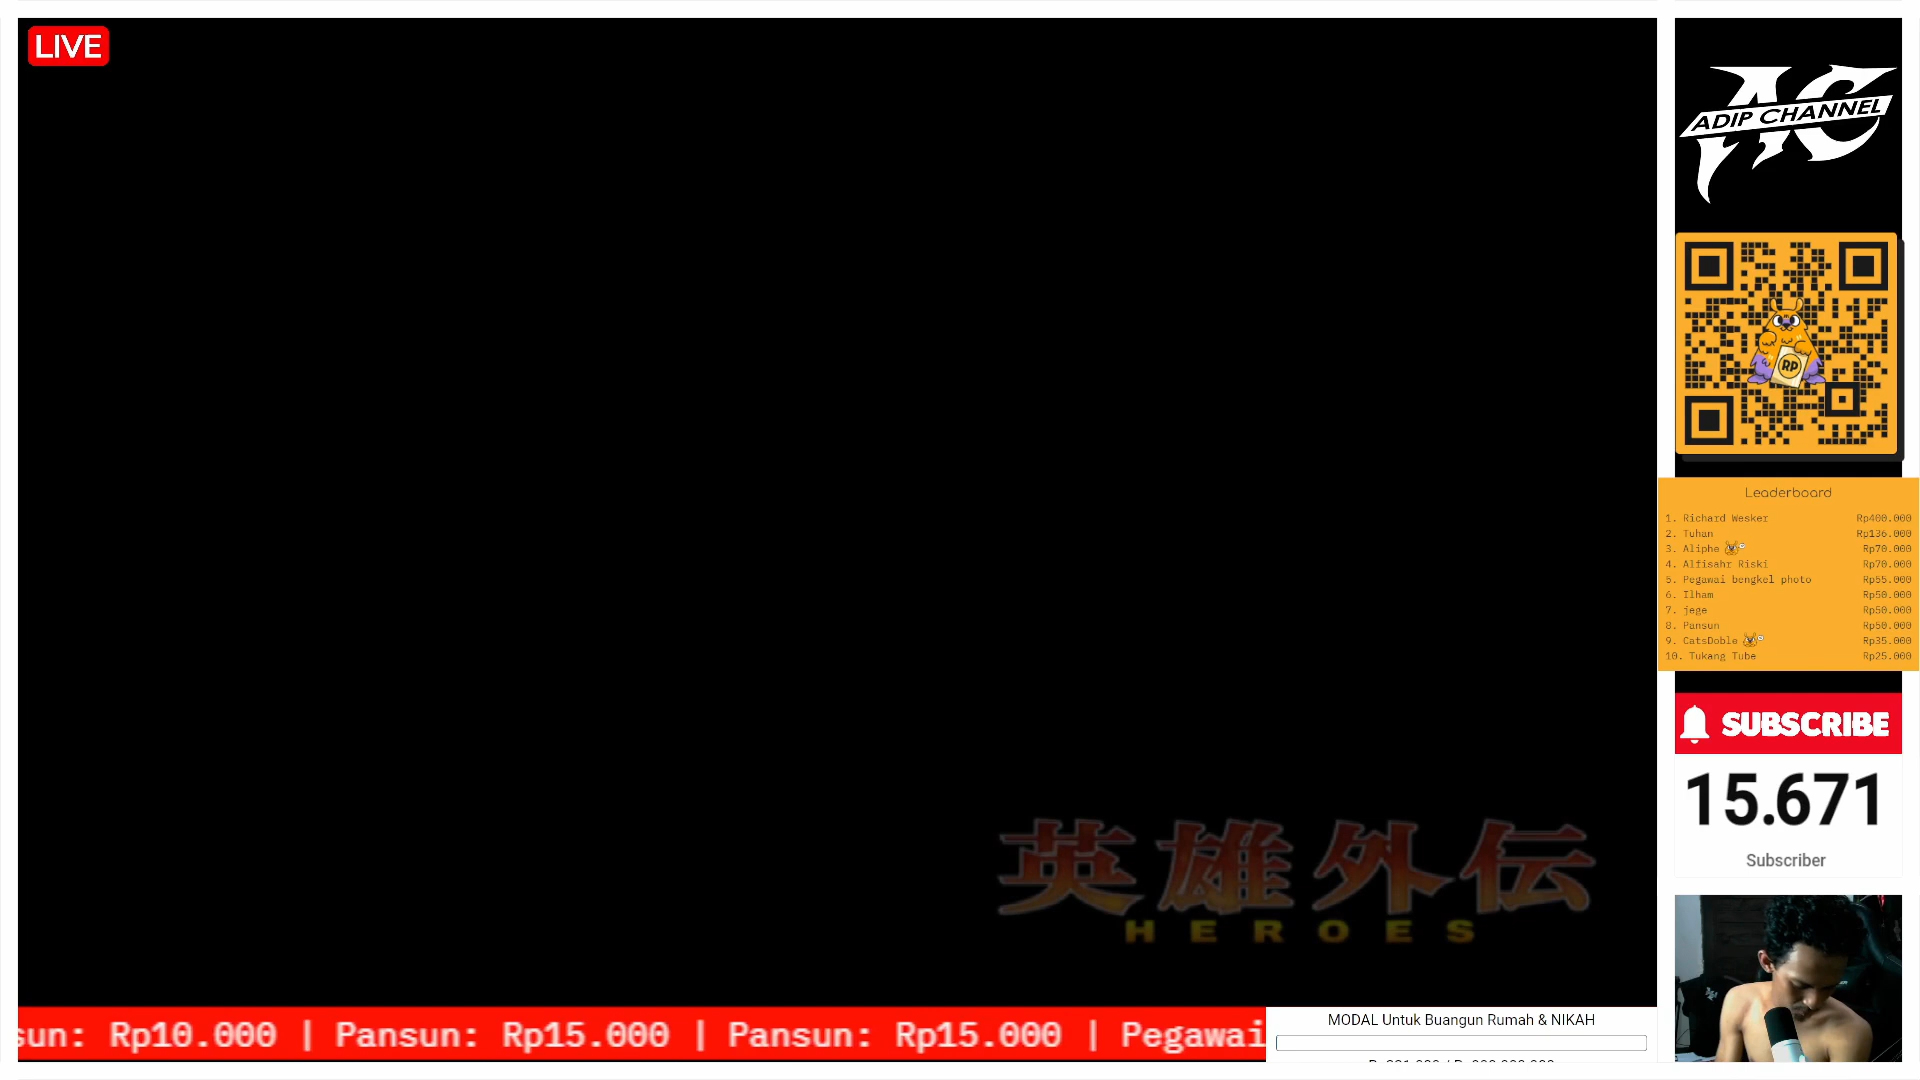 LIVE
ADIP CHANNEL
RP
Leaderboard
1. Richard Wesker Rp400.000
2. Tuhan Rp136.000
3. Aliphe Rp70.000
4. Alfisahr Riski Rp70.000
5. Pegawai bengkel photo Rp55.000
6. Ilham Rp50.000
7. jege Rp50.000
8. Pansun Rp50.000
9. CatsDoble Rp35.000
10. Tukang Tube Rp25.000
SUBSCRIBE
15.671
Subscriber
英雄外伝
HEROES
sun: Rp10.000 | Pansun: Rp15.000 | Pansun: Rp15.000 | Pegawai
MODAL Untuk Buangun Rumah & NIKAH